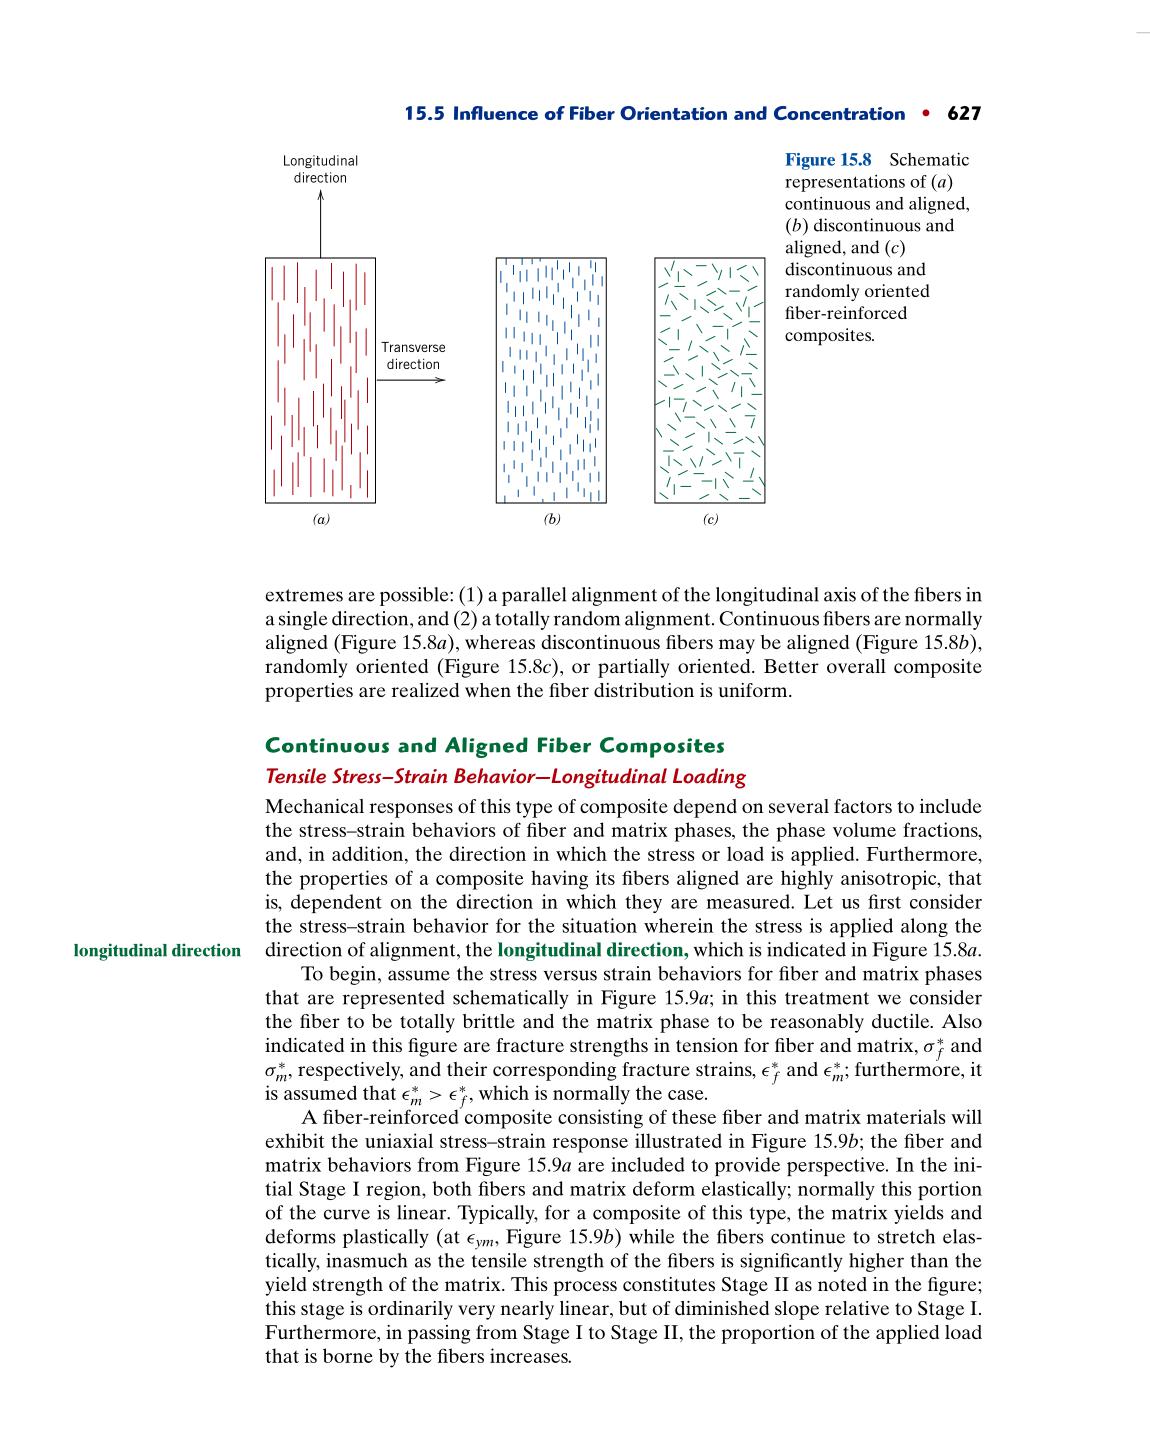 15.5 Influence of Fiber Orientation and Concentration • 627
Longitudinal
direction
Transverse
direction
(a)
(b)
(c)
Figure 15.8 Schematic
representations of (a)
continuous and aligned,
(b) discontinuous and
aligned, and (c)
discontinuous and
randomly oriented
fiber-reinforced
composites.
extremes are possible: (1) a parallel alignment of the longitudinal axis of the fibers in
a single direction, and (2) a totally random alignment. Continuous fibers are normally
aligned (Figure 15.8a), whereas discontinuous fibers may be aligned (Figure 15.8b),
randomly oriented (Figure 15.8c), or partially oriented. Better overall composite
properties are realized when the fiber distribution is uniform.
Continuous and Aligned Fiber Composites
Tensile Stress–Strain Behavior—Longitudinal Loading
Mechanical responses of this type of composite depend on several factors to include
the stress–strain behaviors of fiber and matrix phases, the phase volume fractions,
and, in addition, the direction in which the stress or load is applied. Furthermore,
the properties of a composite having its fibers aligned are highly anisotropic, that
is, dependent on the direction in which they are measured. Let us first consider
the stress–strain behavior for the situation wherein the stress is applied along the
longitudinal direction
direction of alignment, the longitudinal direction, which is indicated in Figure 15.8a.
To begin, assume the stress versus strain behaviors for fiber and matrix phases
that are represented schematically in Figure 15.9a; in this treatment we consider
the fiber to be totally brittle and the matrix phase to be reasonably ductile. Also
indicated in this figure are fracture strengths in tension for fiber and matrix, σ*f and
σ*m, respectively, and their corresponding fracture strains, ϵ*f and ϵ*m; furthermore, it
is assumed that ϵ*m > ϵ*f, which is normally the case.
A fiber-reinforced composite consisting of these fiber and matrix materials will
exhibit the uniaxial stress–strain response illustrated in Figure 15.9b; the fiber and
matrix behaviors from Figure 15.9a are included to provide perspective. In the ini-
tial Stage I region, both fibers and matrix deform elastically; normally this portion
of the curve is linear. Typically, for a composite of this type, the matrix yields and
deforms plastically (at ϵym, Figure 15.9b) while the fibers continue to stretch elas-
tically, inasmuch as the tensile strength of the fibers is significantly higher than the
yield strength of the matrix. This process constitutes Stage II as noted in the figure;
this stage is ordinarily very nearly linear, but of diminished slope relative to Stage I.
Furthermore, in passing from Stage I to Stage II, the proportion of the applied load
that is borne by the fibers increases.